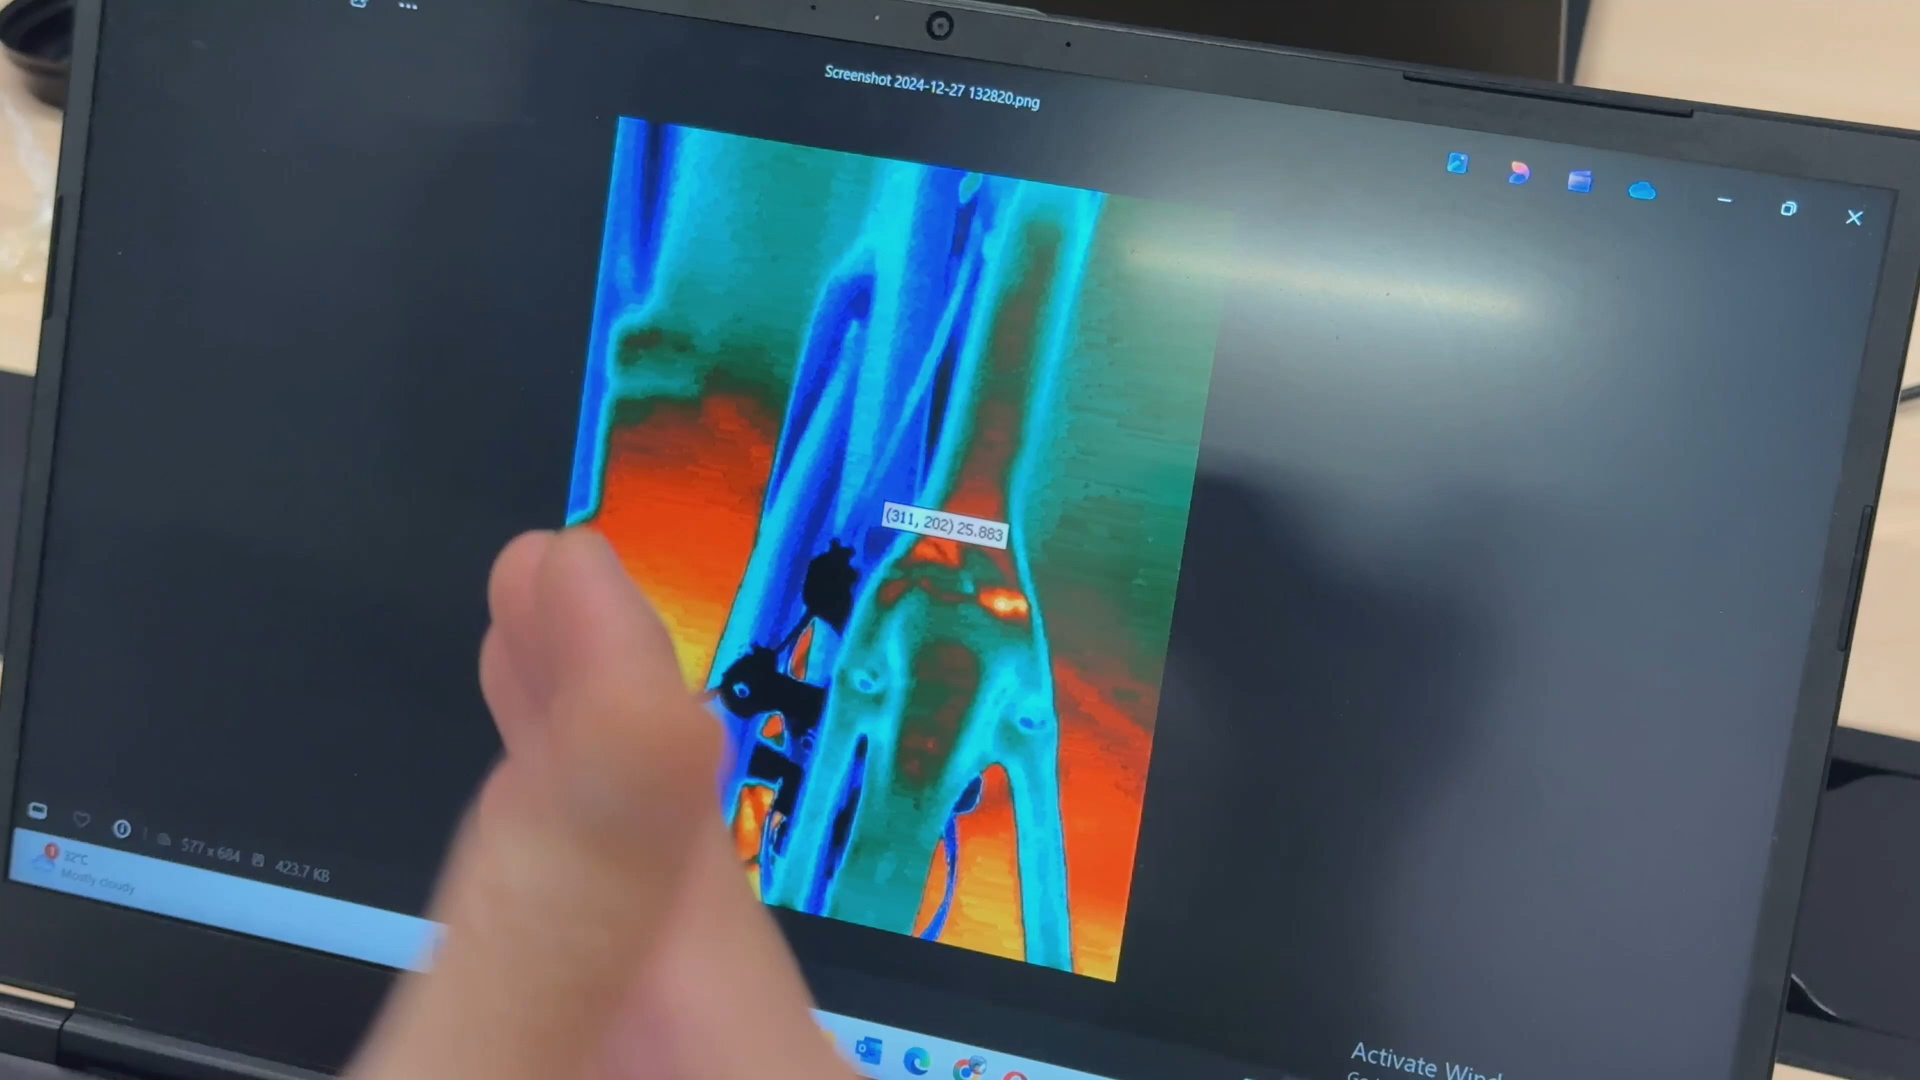 Screenshot 2024-12-27 132820.png
(311, 202) 25.883
577 x 684 423.7 KB
1
32°C
Mostly cloudy
Activate